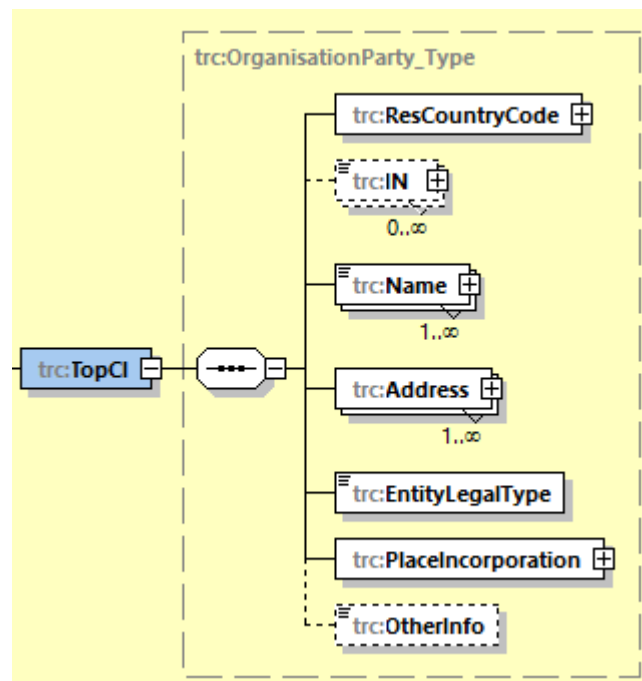 trc:OrganisationParty_Type
trc:ResCountryCode
trc:IN
0..∞
trc:Name
1..∞
trc:TopCI
trc:Address
1..∞
trc:EntityLegalType
trc:PlaceIncorporation
trc:OtherInfo